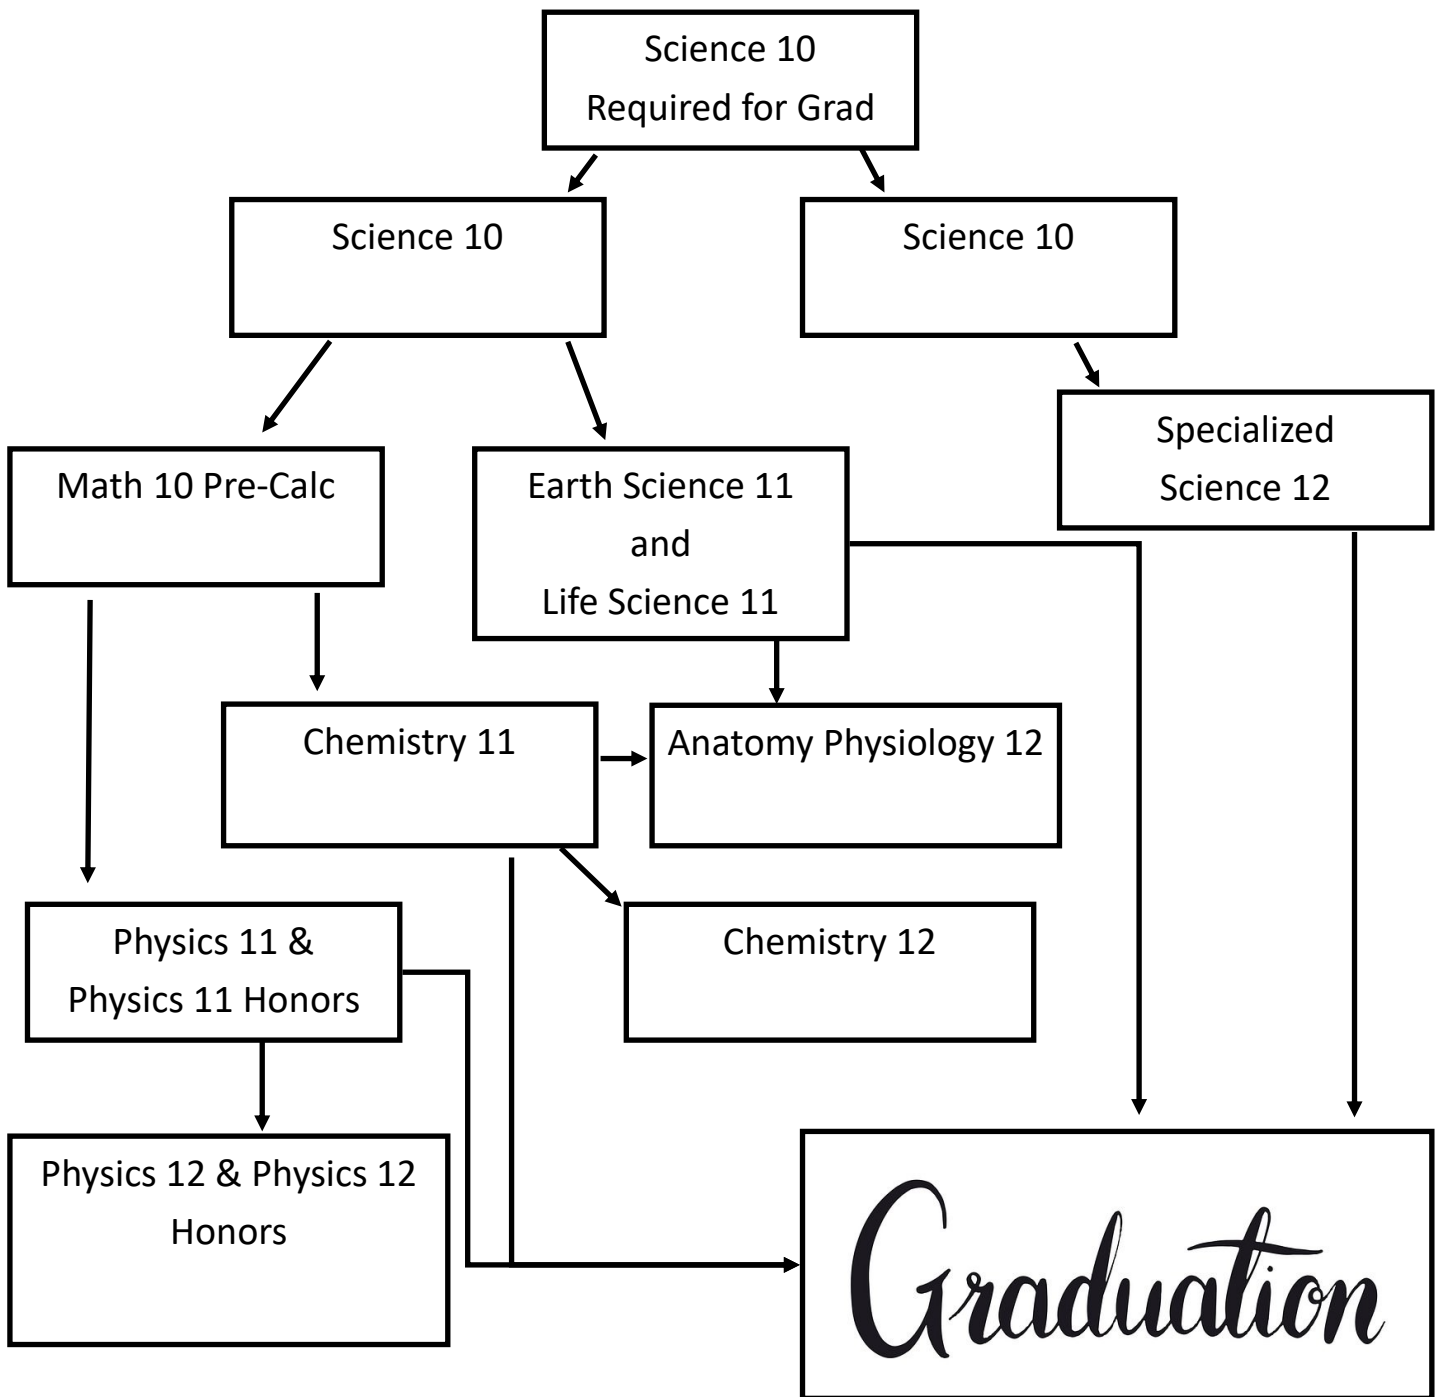 Science 10
Required for Grad
Science 10
Science 10
Specialized
Science 12
Math 10 Pre-Calc
Earth Science 11
and
Life Science 11
Chemistry 11
Anatomy Physiology 12
Physics 11 &
Physics 11 Honors
Chemistry 12
Physics 12 & Physics 12
Honors
Graduation